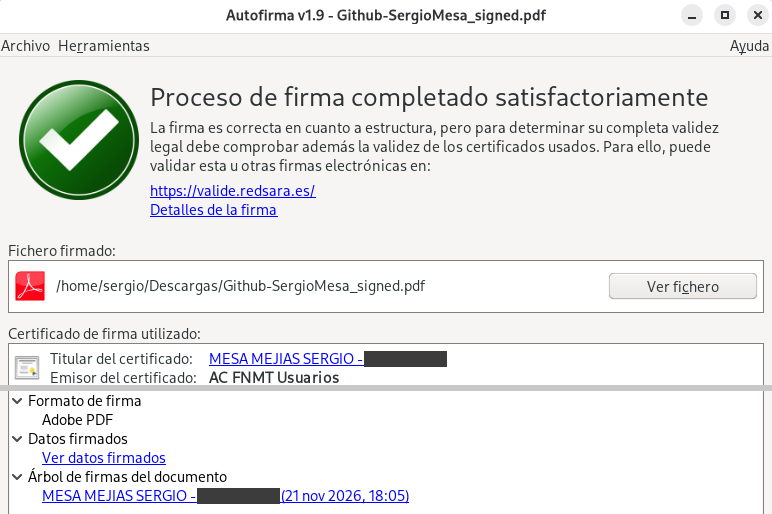 Autofirma v1.9 - Github-SergioMesa_signed.pdf
Archivo Herramientas Ayuda
Proceso de firma completado satisfactoriamente
La firma es correcta en cuanto a estructura, pero para determinar su completa validez
legal debe comprobar además la validez de los certificados usados. Para ello, puede
validar esta u otras firmas electrónicas en:
https://valide.redsara.es/
Detalles de la firma
Fichero firmado:
/home/sergio/Descargas/Github-SergioMesa_signed.pdf Ver fichero
Certificado de firma utilizado:
Titular del certificado: MESA MEJIAS SERGIO -
Emisor del certificado: AC FNMT Usuarios
Formato de firma
Adobe PDF
Datos firmados
Ver datos firmados
Árbol de firmas del documento
MESA MEJIAS SERGIO - (21 nov 2026, 18:05)